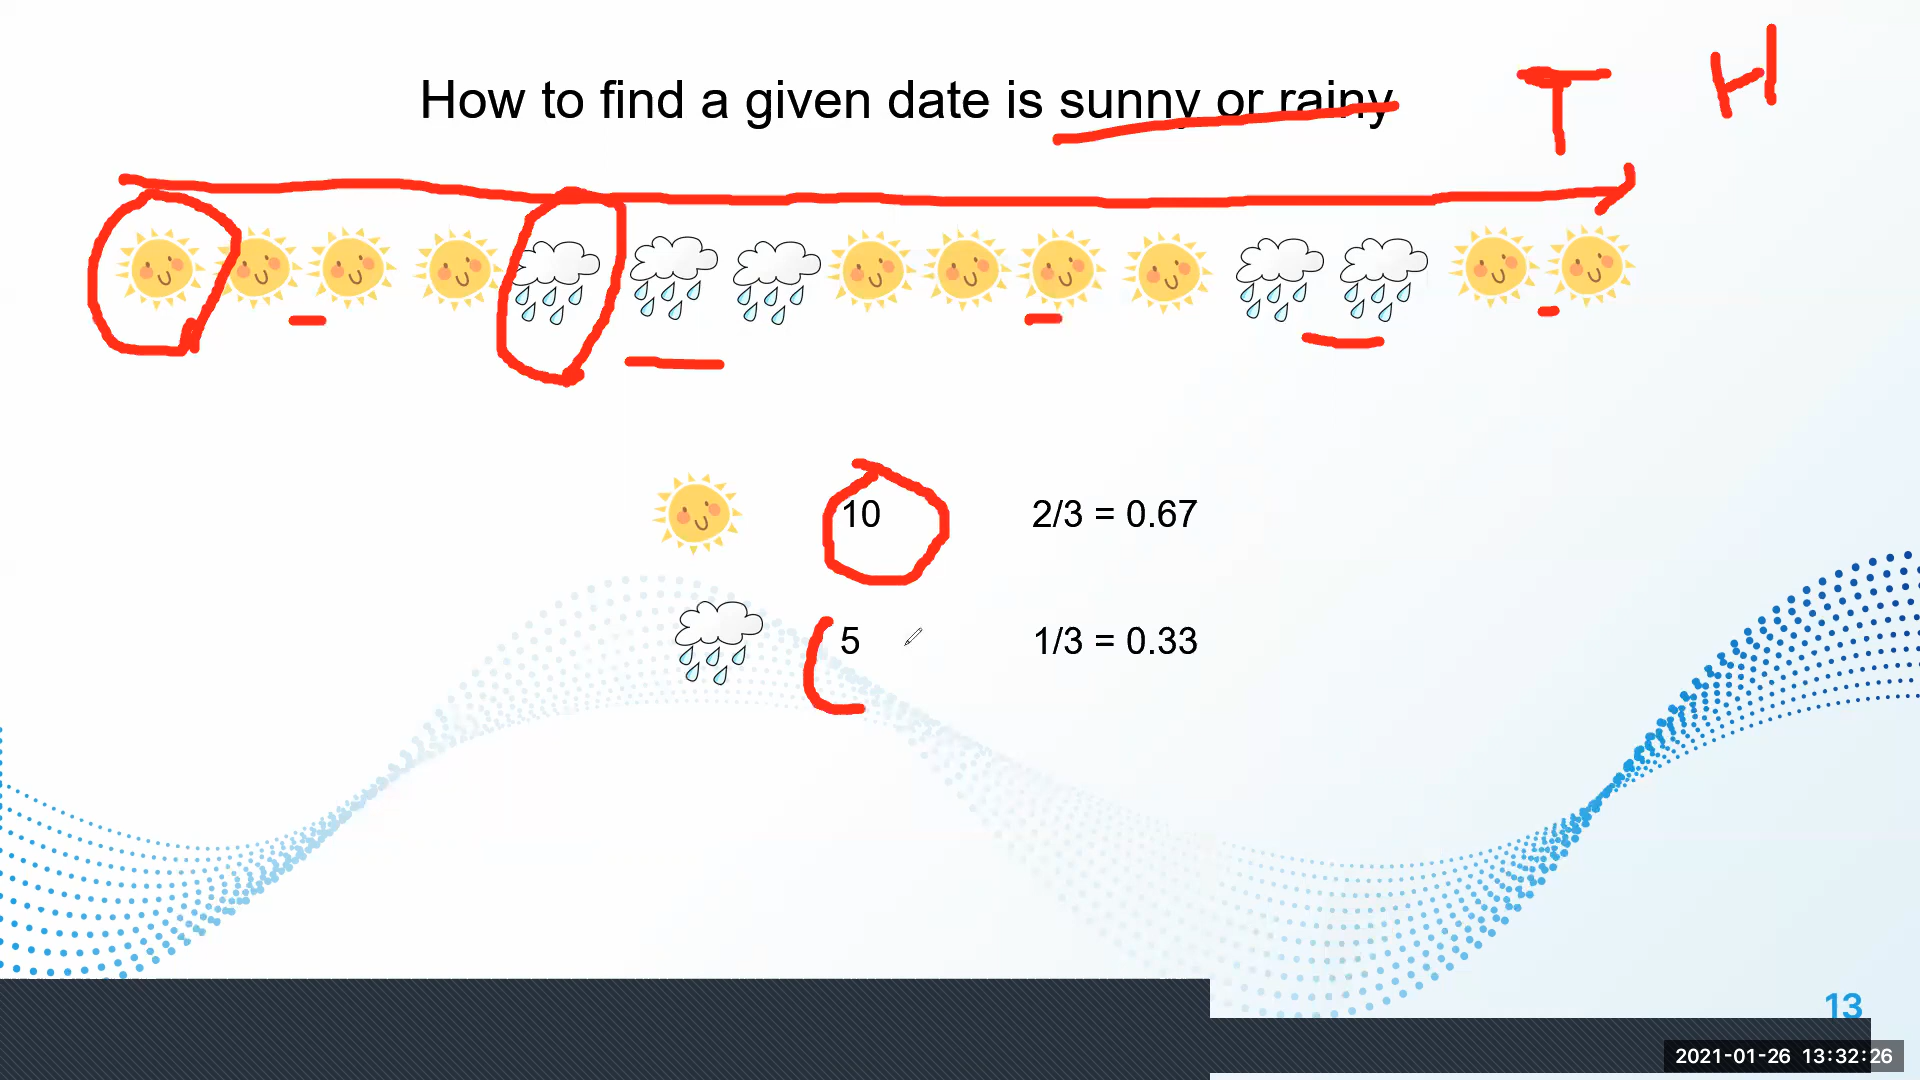 T H
How to find a given date is sunny or rainy
10 2/3 = 0.67
5 1/3 = 0.33
13
2021-01-26 13:32:26